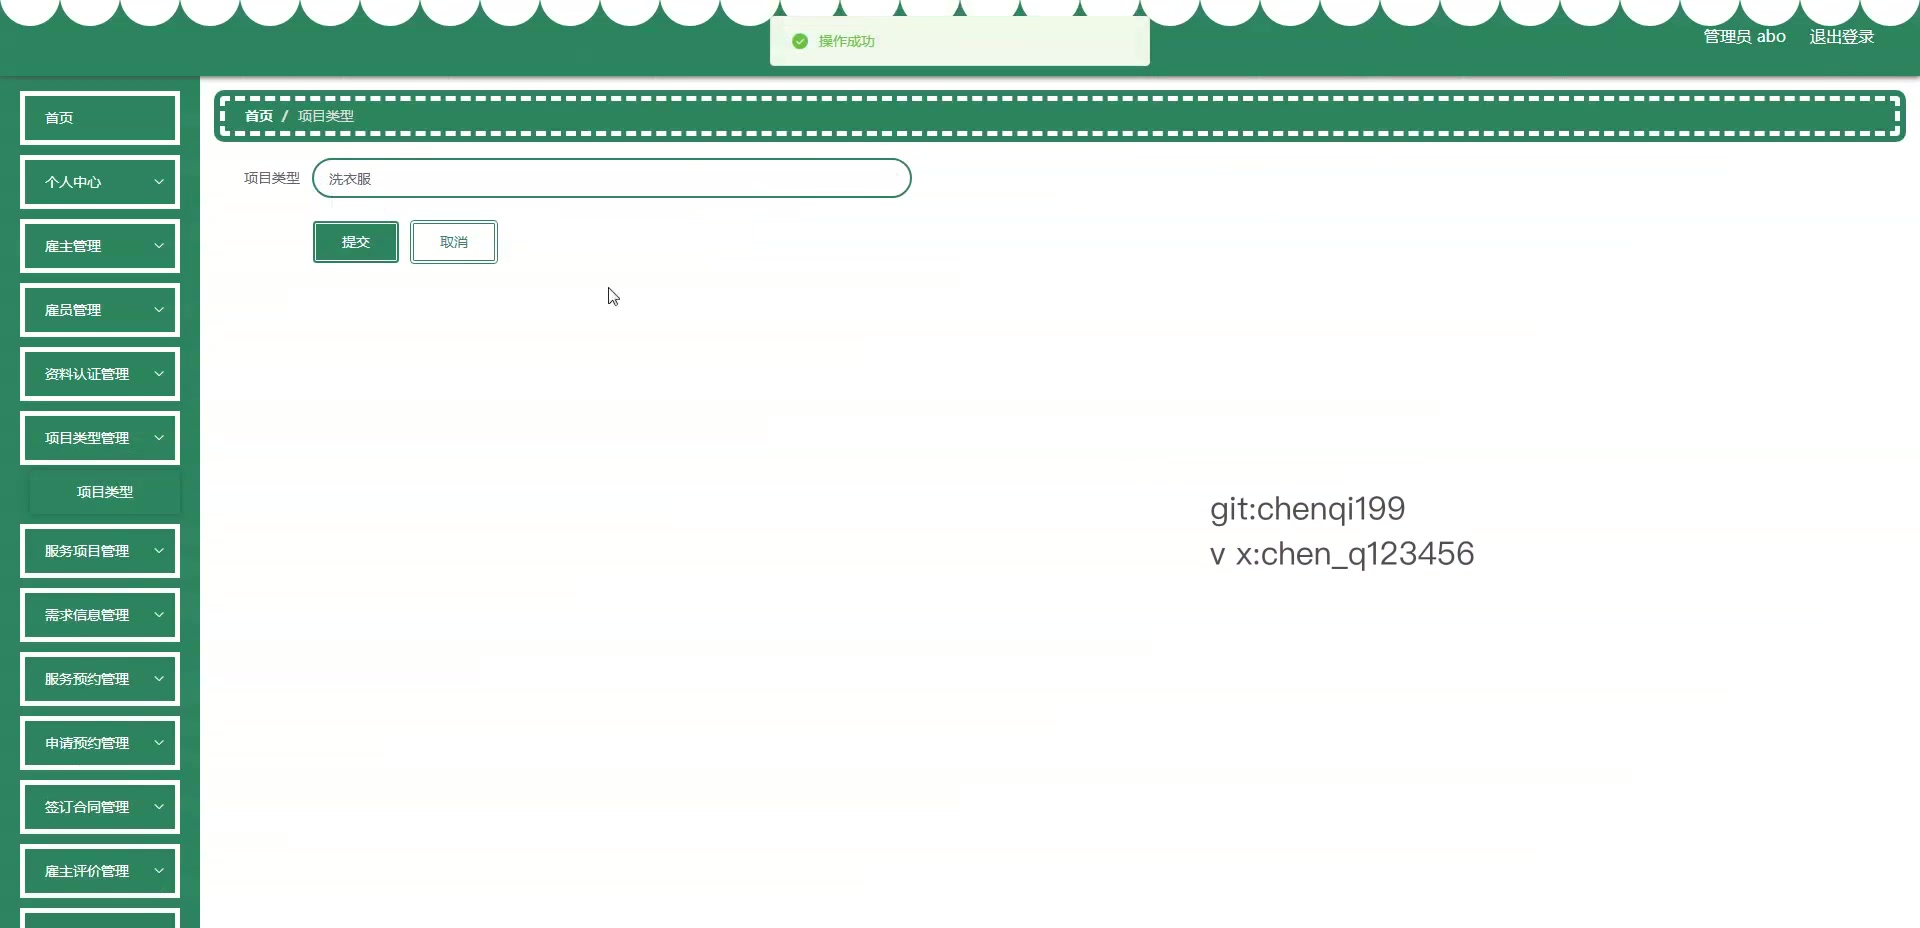 操作成功
管理员 abo 退出登录
首页
个人中心
雇主管理
雇员管理
资料认证管理
项目类型管理
项目类型
服务项目管理
需求信息管理
服务预约管理
申请预约管理
签订合同管理
雇主评价管理
首页 / 项目类型
项目类型 洗衣服
提交 取消
git:chenqi199
v x:chen_q123456